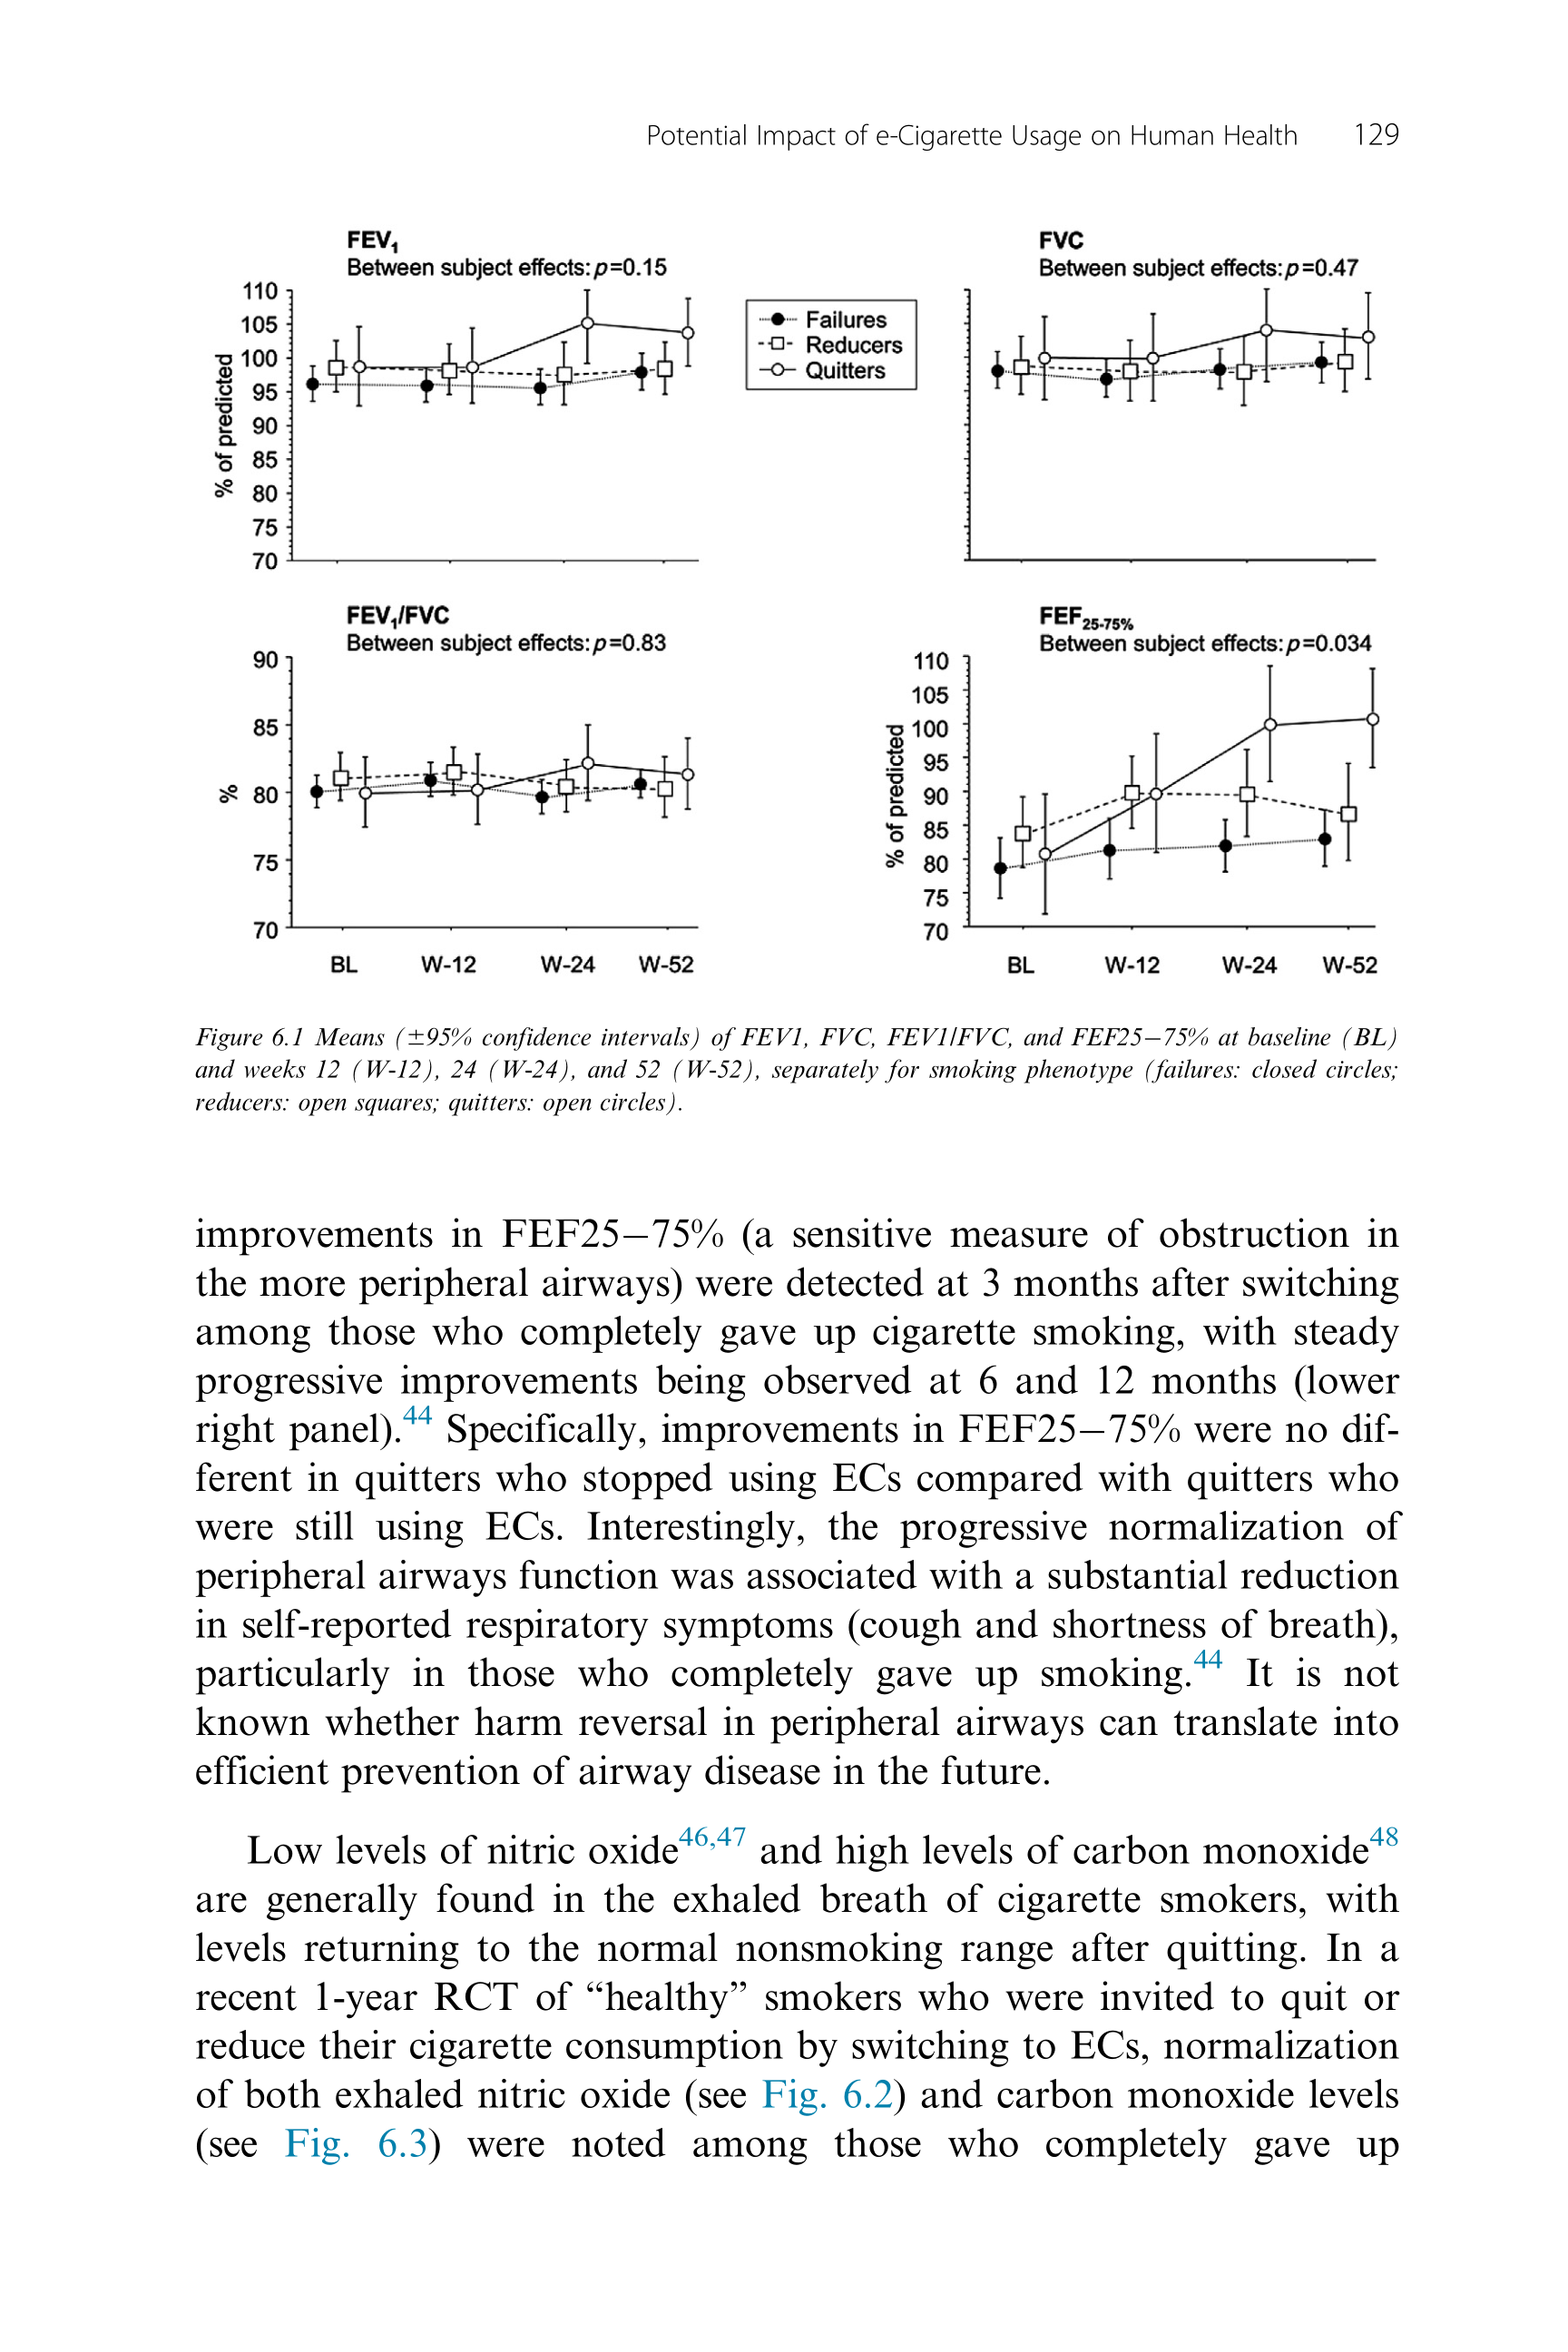 Potential Impact of e-Cigarette Usage on Human Health 129
FEV1
Between subject effects: p=0.15
110
105
100
95
90
85
80
75
70
% of predicted
Failures
Reducers
Quitters
FVC
Between subject effects: p=0.47
FEV1/FVC
Between subject effects: p=0.83
90
85
80
75
70
%
BL W-12 W-24 W-52
FEF25-75%
Between subject effects: p=0.034
110
105
100
95
90
85
80
75
70
% of predicted
BL W-12 W-24 W-52
Figure 6.1 Means (±95% confidence intervals) of FEV1, FVC, FEV1/FVC, and FEF25–75% at baseline (BL)
and weeks 12 (W-12), 24 (W-24), and 52 (W-52), separately for smoking phenotype (failures: closed circles;
reducers: open squares; quitters: open circles).
improvements in FEF25–75% (a sensitive measure of obstruction in
the more peripheral airways) were detected at 3 months after switching
among those who completely gave up cigarette smoking, with steady
progressive improvements being observed at 6 and 12 months (lower
right panel).44 Specifically, improvements in FEF25–75% were no dif-
ferent in quitters who stopped using ECs compared with quitters who
were still using ECs. Interestingly, the progressive normalization of
peripheral airways function was associated with a substantial reduction
in self-reported respiratory symptoms (cough and shortness of breath),
particularly in those who completely gave up smoking.44 It is not
known whether harm reversal in peripheral airways can translate into
efficient prevention of airway disease in the future.
Low levels of nitric oxide46,47 and high levels of carbon monoxide48
are generally found in the exhaled breath of cigarette smokers, with
levels returning to the normal nonsmoking range after quitting. In a
recent 1-year RCT of “healthy” smokers who were invited to quit or
reduce their cigarette consumption by switching to ECs, normalization
of both exhaled nitric oxide (see Fig. 6.2) and carbon monoxide levels
(see Fig. 6.3) were noted among those who completely gave up